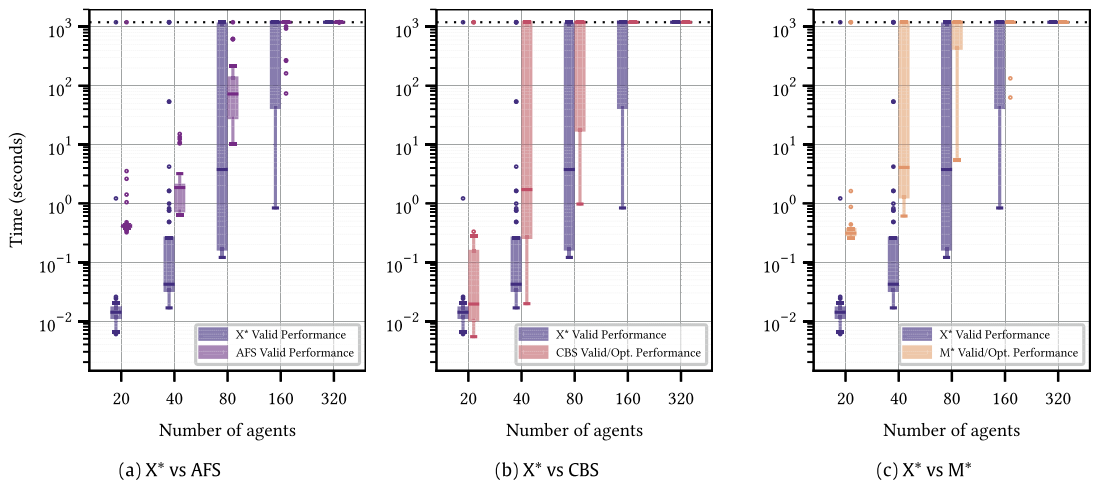 Time (seconds)
10³
10²
10¹
10⁰
10⁻¹
10⁻²
20 40 80 160 320
Number of agents
X* Valid Performance
AFS Valid Performance
(a) X* vs AFS
10³
10²
10¹
10⁰
10⁻¹
10⁻²
20 40 80 160 320
Number of agents
X* Valid Performance
CBS Valid/Opt. Performance
(b) X* vs CBS
10³
10²
10¹
10⁰
10⁻¹
10⁻²
20 40 80 160 320
Number of agents
X* Valid Performance
M* Valid/Opt. Performance
(c) X* vs M*